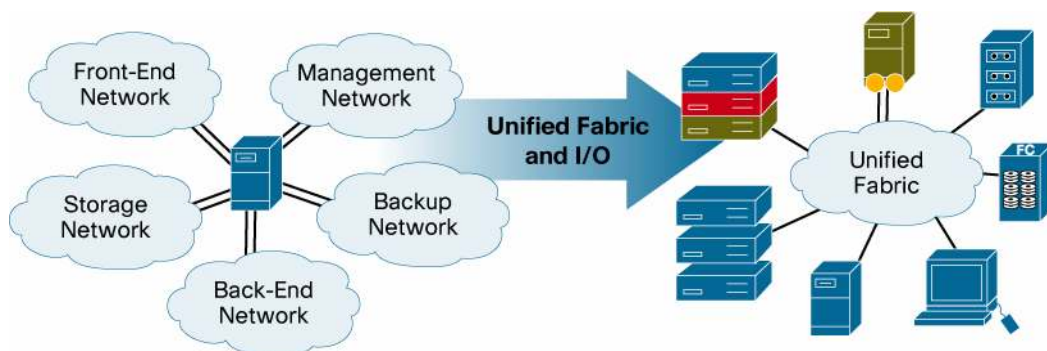 Front-End
Network
Management
Network
Storage
Network
Backup
Network
Back-End
Network
Unified Fabric
and I/O
Unified
Fabric
FC